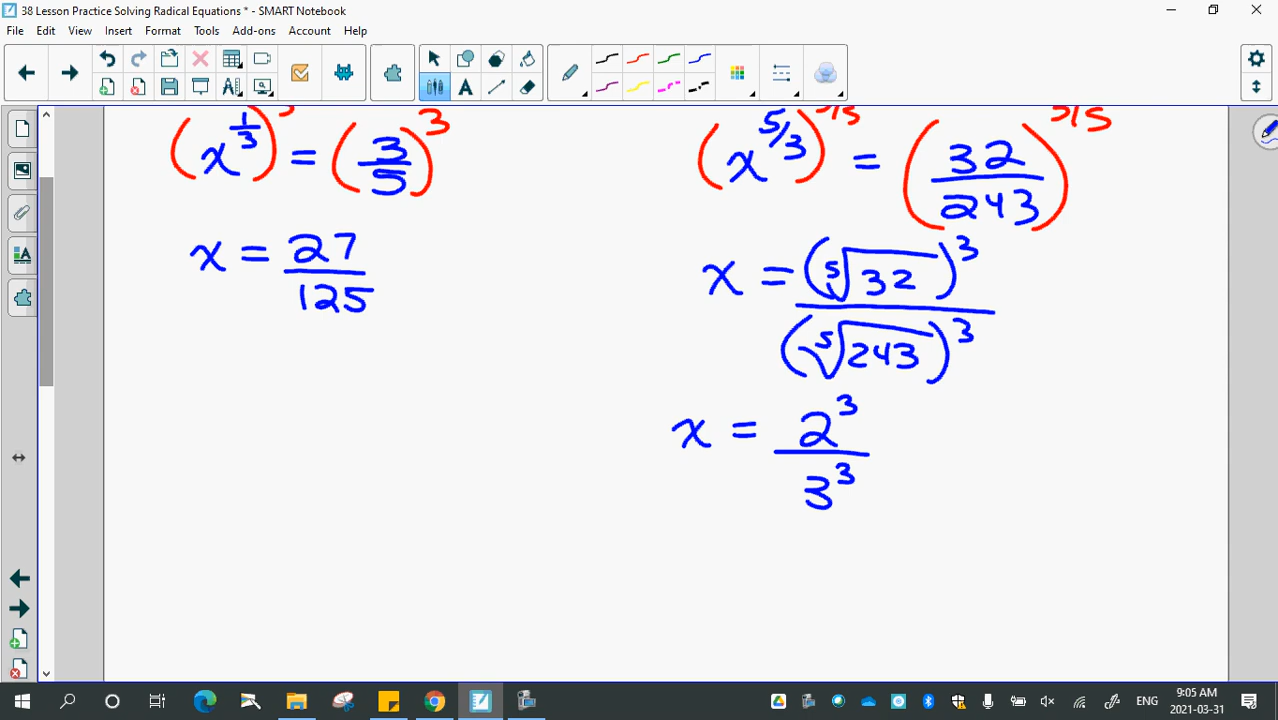 38 Lesson Practice Solving Radical Equations * - SMART Notebook
File Edit View Insert Format Tools Add-ons Account Help
(x^{1/3})^3 = (3/5)^3
x = 27/125
(x^{5/3})^{3/5} = (32/243)^{3/5}
x = (⁵√32)^3/(⁵√243)^3
x = 2^3/3^3
ENG
9:05 AM
2021-03-31